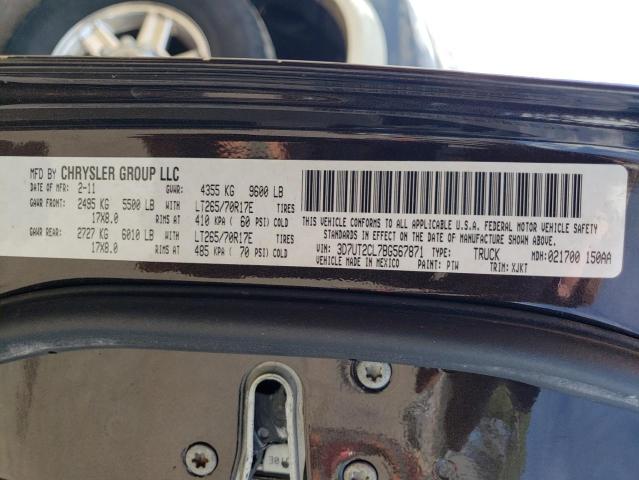 MFD BY CHRYSLER GROUP LLC
DATE OF MFR: 2-11 GVWR: 4355 KG 9600 LB
GAWR FRONT: 2495 KG 5500 LB WITH LT265/70R17E TIRES
17X8.0 RIMS AT 410 KPA ( 60 PSI) COLD
GAWR REAR: 2727 KG 6010 LB WITH LT265/70R17E TIRES
17X8.0 RIMS AT 485 KPA ( 70 PSI) COLD
THIS VEHICLE CONFORMS TO ALL APPLICABLE U.S.A. FEDERAL MOTOR VEHICLE SAFETY
STANDARDS IN EFFECT ON THE DATE OF MANUFACTURE SHOWN ABOVE.
VIN: 3D7UT2CL7BG567871 TYPE: TRUCK MDH: 021700 150AA
VEHICLE MADE IN MEXICO PAINT: PTW TRIM: XJKT